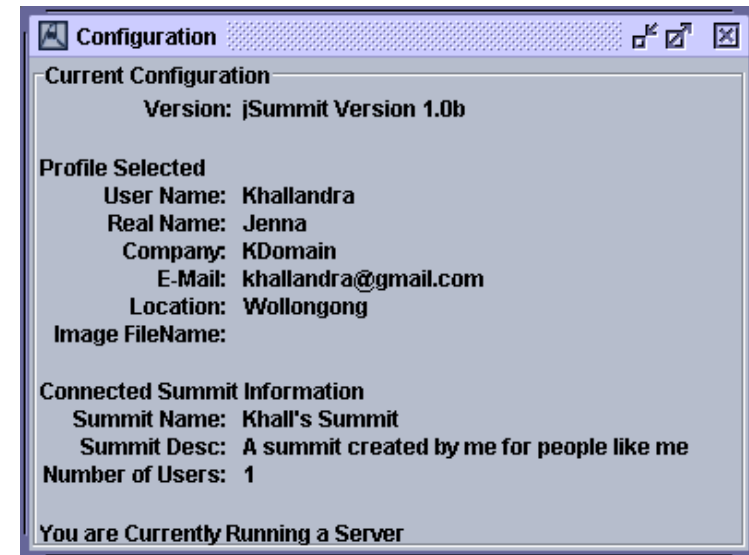 Configuration
Current Configuration
Version: jSummit Version 1.0b
Profile Selected
User Name: Khallandra
Real Name: Jenna
Company: KDomain
E-Mail: khallandra@gmail.com
Location: Wollongong
Image FileName:
Connected Summit Information
Summit Name: Khall's Summit
Summit Desc: A summit created by me for people like me
Number of Users: 1
You are Currently Running a Server